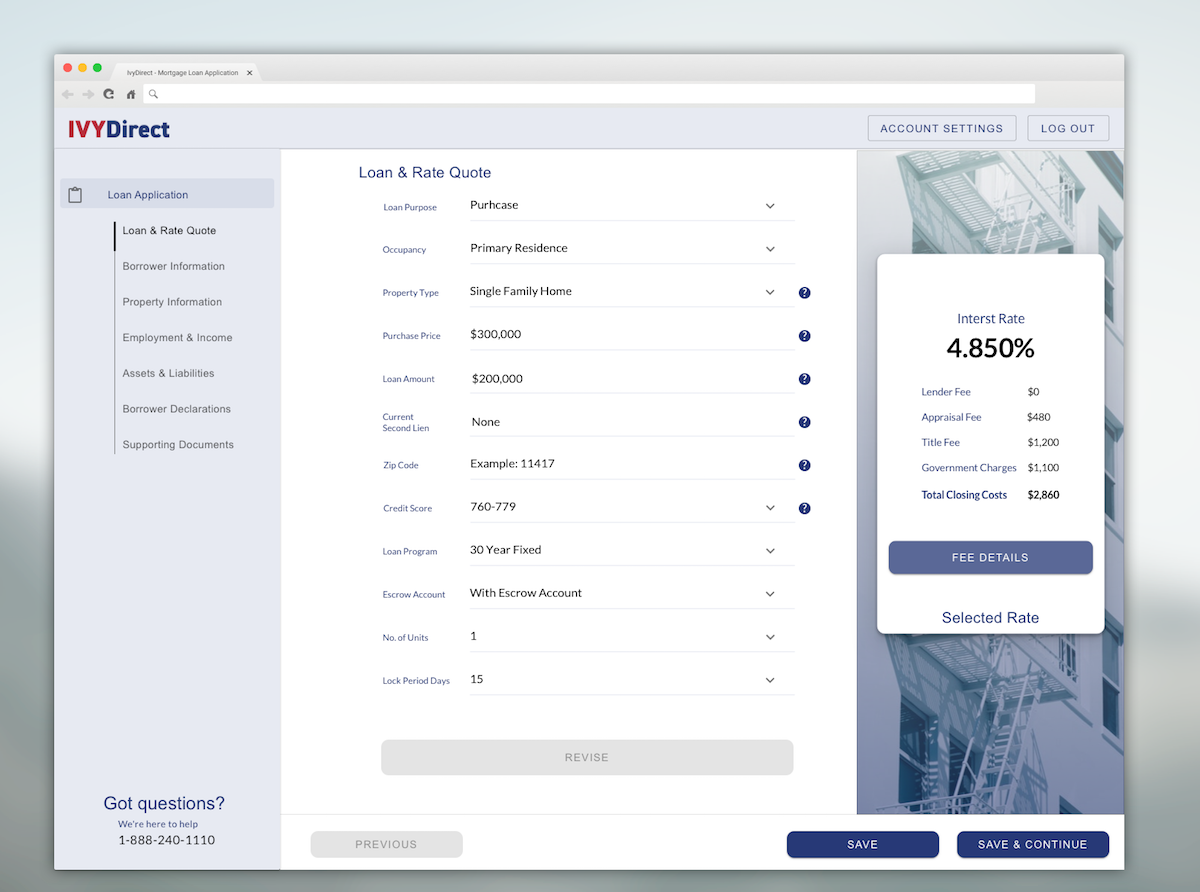 IvyDirect - Mortgage Loan Application
IVYDirect
ACCOUNT SETTINGS
LOG OUT
Loan Application
Loan & Rate Quote
Borrower Information
Property Information
Employment & Income
Assets & Liabilities
Borrower Declarations
Supporting Documents
Got questions?
We're here to help
1-888-240-1110
Loan & Rate Quote
Loan Purpose Purhcase
Occupancy Primary Residence
Property Type Single Family Home ?
Purchase Price $300,000 ?
Loan Amount $200,000 ?
Current
Second Lien None ?
Zip Code Example: 11417 ?
Credit Score 760-779 ?
Loan Program 30 Year Fixed
Escrow Account With Escrow Account
No. of Units 1
Lock Period Days 15
REVISE
Interst Rate
4.850%
Lender Fee $0
Appraisal Fee $480
Title Fee $1,200
Government Charges $1,100
Total Closing Costs $2,860
FEE DETAILS
Selected Rate
PREVIOUS
SAVE
SAVE & CONTINUE